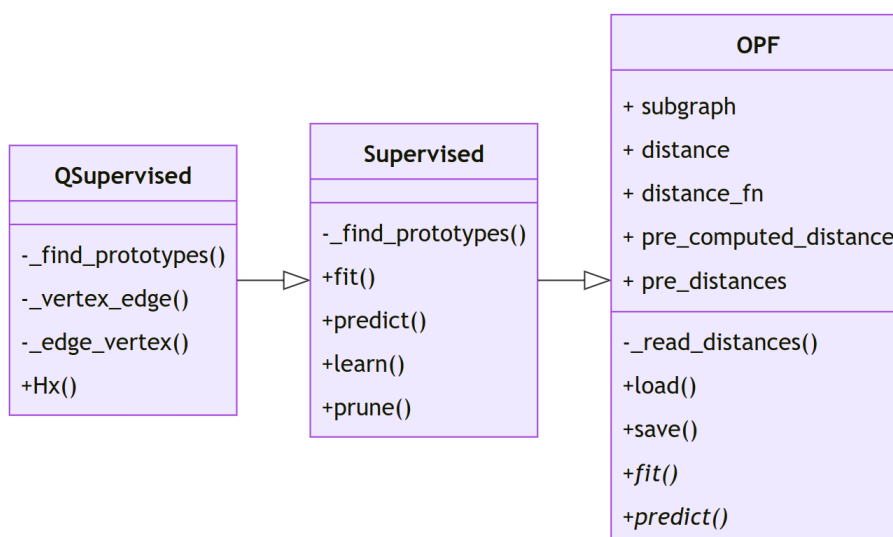 QSupervised
-_find_prototypes()
-_vertex_edge()
-_edge_vertex()
+Hx()
Supervised
-_find_prototypes()
+fit()
+predict()
+learn()
+prune()
OPF
+ subgraph
+ distance
+ distance_fn
+ pre_computed_distance
+ pre_distances
-_read_distances()
+load()
+save()
+fit()
+predict()